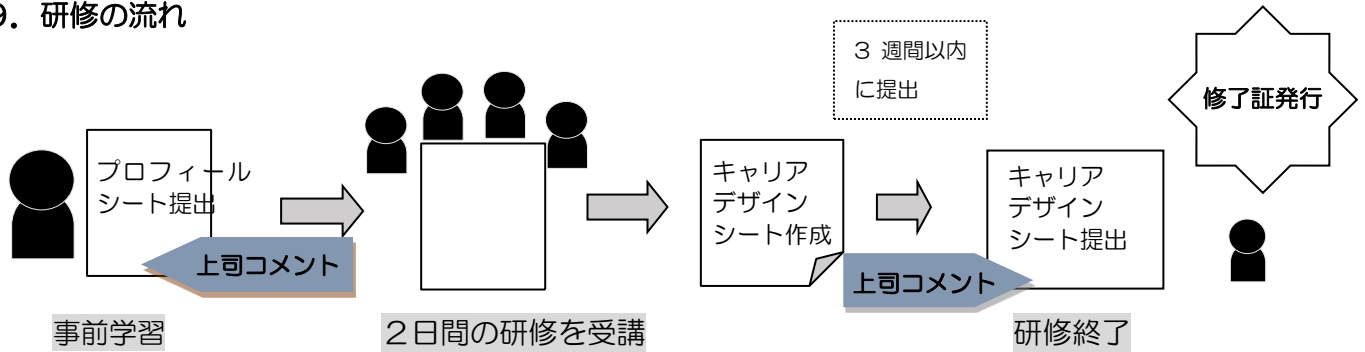 9．研修の流れ
3 週間以内
に提出
修了証発行
プロフィール
シート提出
上司コメント
キャリア
デザイン
シート作成
上司コメント
キャリア
デザイン
シート提出
事前学習
２日間の研修を受講
研修終了